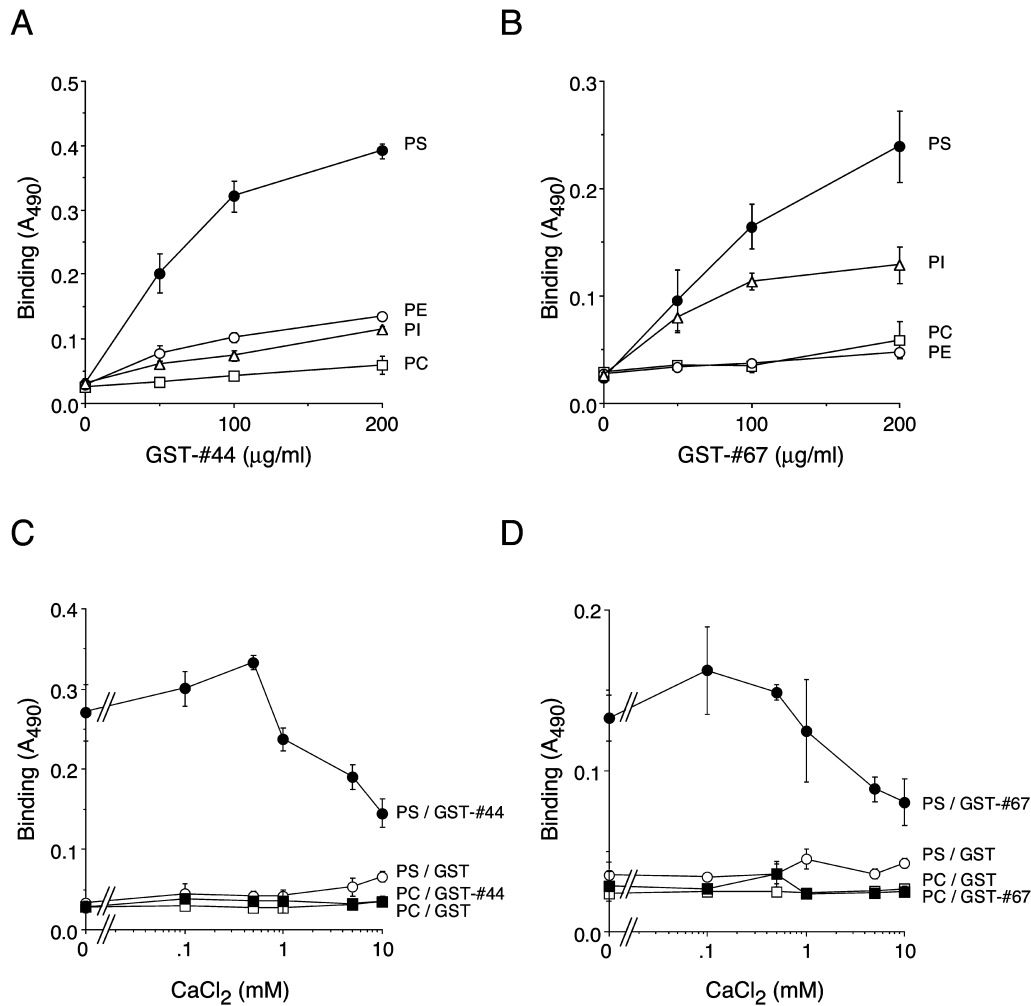 A
Binding (A490)
0.5
0.4
0.3
0.2
0.1
0.0
0
100
200
GST-#44 (μg/ml)
PS
PE
PI
PC
B
Binding (A490)
0.3
0.2
0.1
0.0
0
100
200
GST-#67 (μg/ml)
PS
PI
PC
PE
C
Binding (A490)
0.4
0.3
0.2
0.1
0.0
0
.1
1
10
CaCl2 (mM)
PS / GST-#44
PS / GST
PC / GST-#44
PC / GST
D
Binding (A490)
0.2
0.1
0.0
0
.1
1
10
CaCl2 (mM)
PS / GST-#67
PS / GST
PC / GST
PC / GST-#67